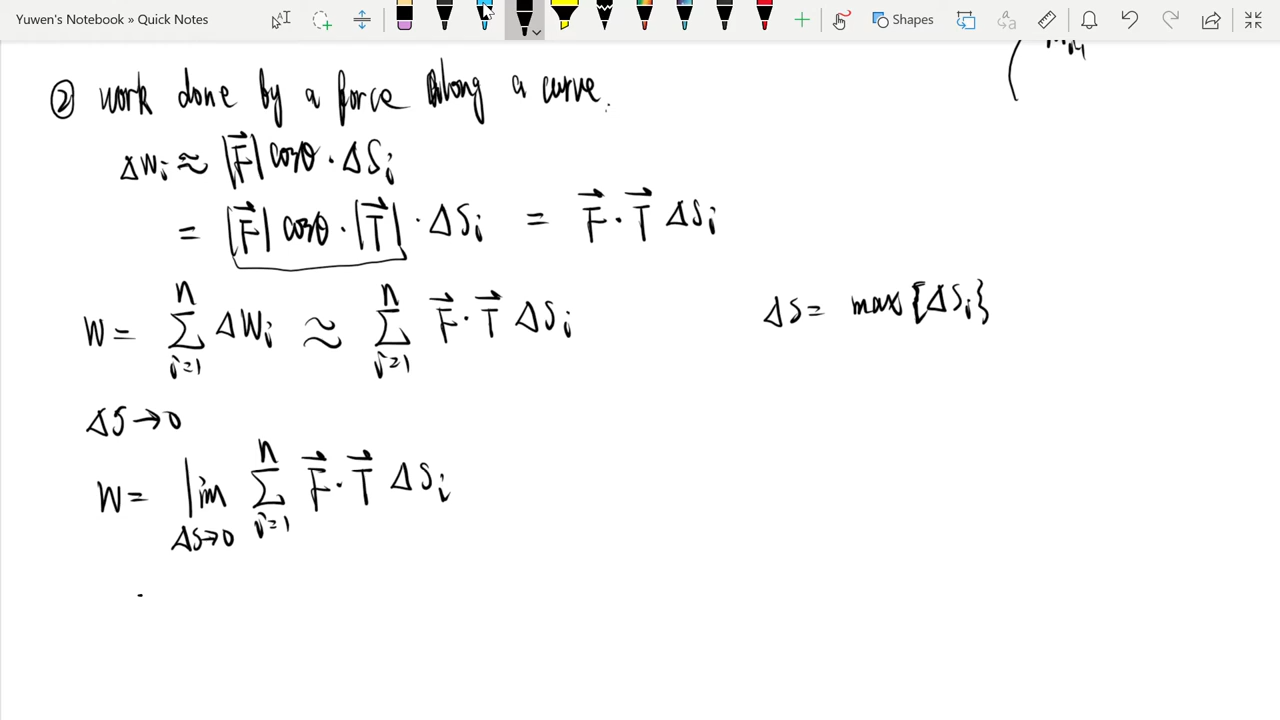 Yuwen's Notebook » Quick Notes
Shapes
② work done by a force along a curve.
ΔWᵢ ≈ |F⃗| cosθ · ΔSᵢ
= |F⃗| cosθ · |T⃗| · ΔSᵢ = F⃗ · T⃗ ΔSᵢ
W = Σᵢ₌₁ⁿ ΔWᵢ ≈ Σᵢ₌₁ⁿ F⃗ · T⃗ ΔSᵢ
ΔS = max{ΔSᵢ}
ΔS → 0
W = lim_{ΔS→0} Σᵢ₌₁ⁿ F⃗ · T⃗ ΔSᵢ